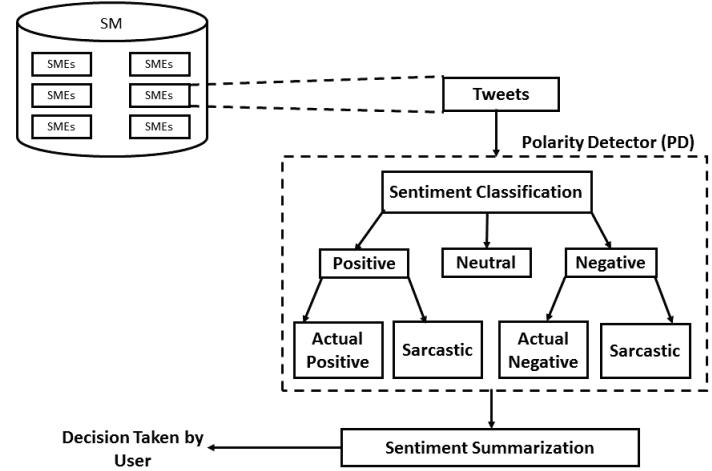 SM
SMEs SMEs
SMEs SMEs
SMEs SMEs
Tweets
Polarity Detector (PD)
Sentiment Classification
Positive
Neutral
Negative
Actual
Positive
Sarcastic
Actual
Negative
Sarcastic
Decision Taken by
User
Sentiment Summarization